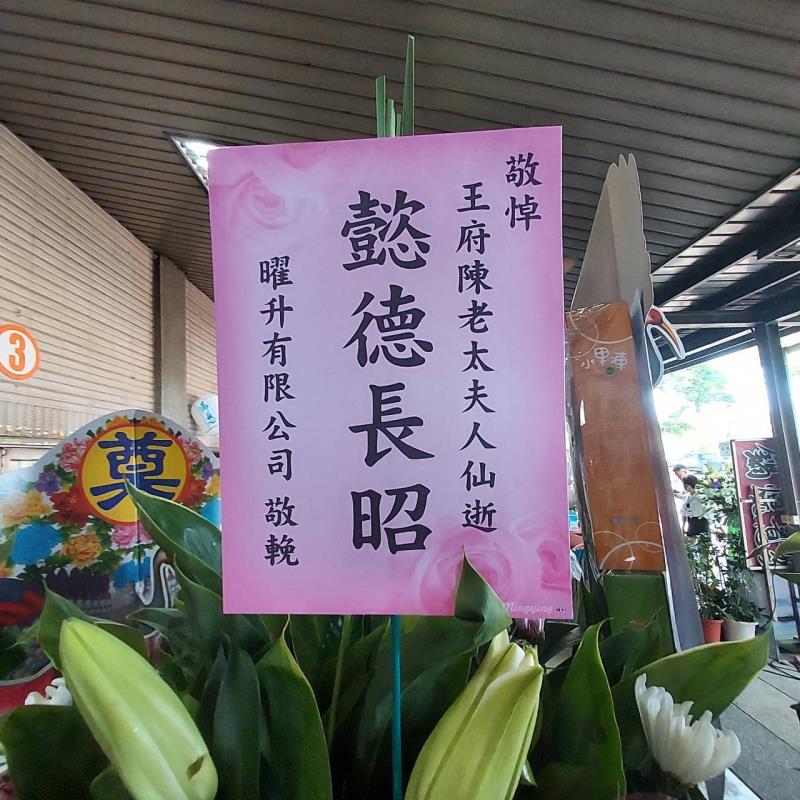 敬悼
王府陳老太夫人仙逝
懿德長昭
曜升有限公司 敬輓
Mingying
奠
3